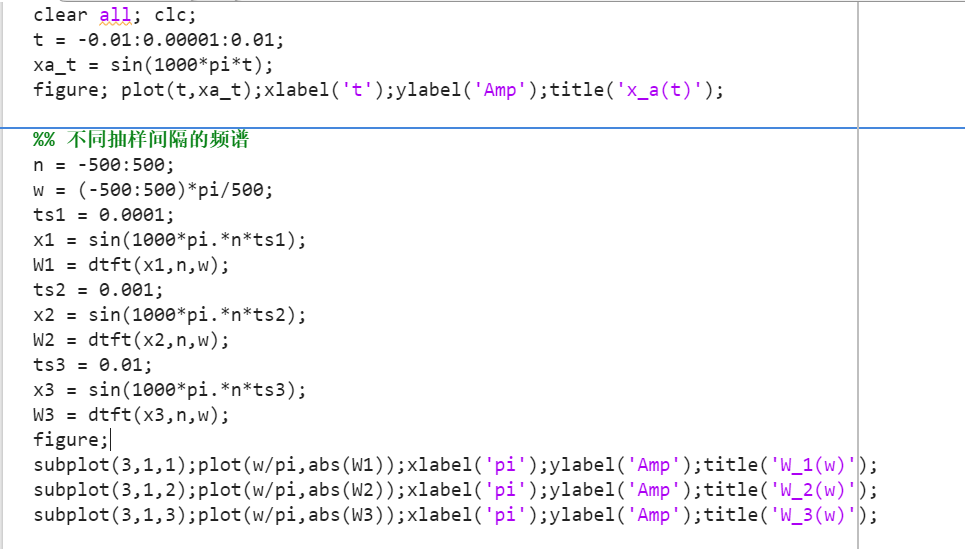 clear all; clc;
t = -0.01:0.00001:0.01;
xa_t = sin(1000*pi*t);
figure; plot(t,xa_t);xlabel('t');ylabel('Amp');title('x_a(t)');
%% 不同抽样间隔的频谱
n = -500:500;
w = (-500:500)*pi/500;
ts1 = 0.0001;
x1 = sin(1000*pi.*n*ts1);
W1 = dtft(x1,n,w);
ts2 = 0.001;
x2 = sin(1000*pi.*n*ts2);
W2 = dtft(x2,n,w);
ts3 = 0.01;
x3 = sin(1000*pi.*n*ts3);
W3 = dtft(x3,n,w);
figure;
subplot(3,1,1);plot(w/pi,abs(W1));xlabel('pi');ylabel('Amp');title('W_1(w)');
subplot(3,1,2);plot(w/pi,abs(W2));xlabel('pi');ylabel('Amp');title('W_2(w)');
subplot(3,1,3);plot(w/pi,abs(W3));xlabel('pi');ylabel('Amp');title('W_3(w)');